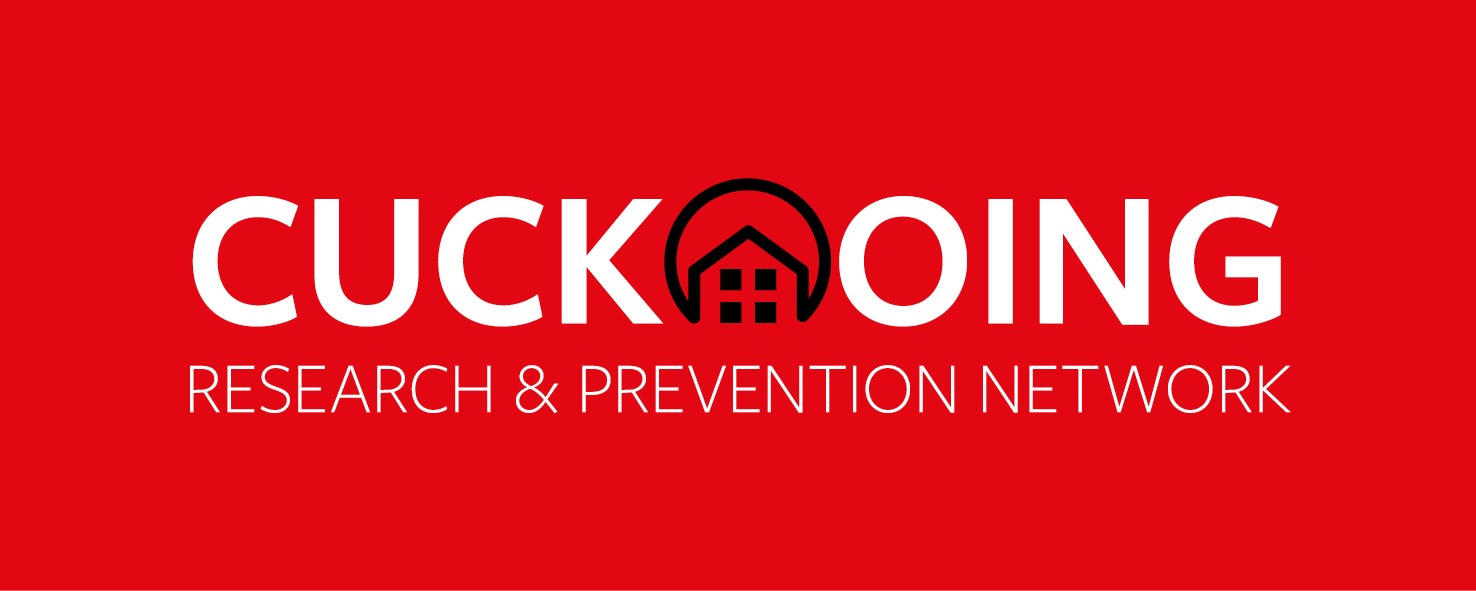 CUCKOOING
RESEARCH & PREVENTION NETWORK